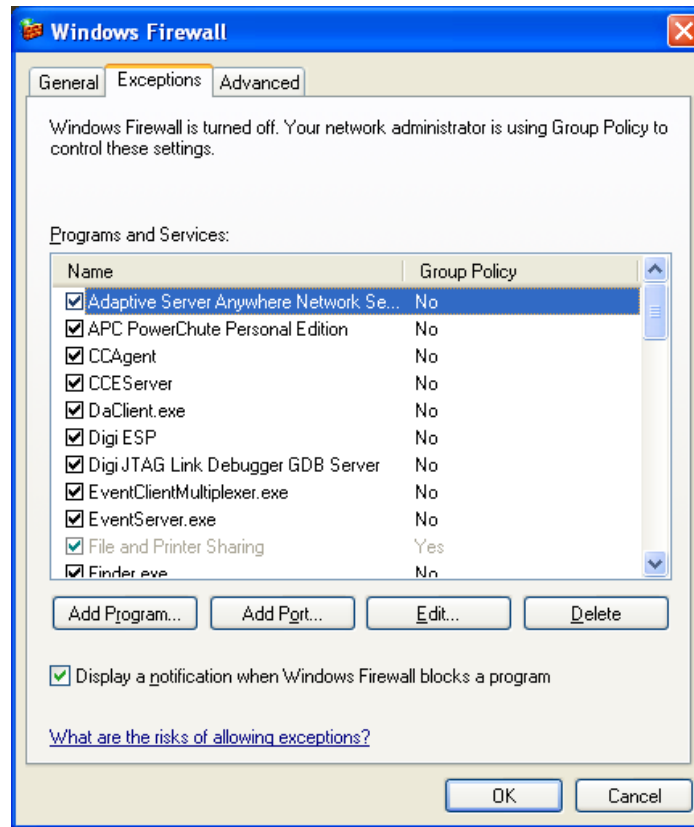 Windows Firewall
General Exceptions Advanced
Windows Firewall is turned off. Your network administrator is using Group Policy to
control these settings.
Programs and Services:
Name Group Policy
Adaptive Server Anywhere Network Se... No
APC PowerChute Personal Edition No
CCAgent No
CCEServer No
DaClient.exe No
Digi ESP No
Digi JTAG Link Debugger GDB Server No
EventClientMultiplexer.exe No
EventServer.exe No
File and Printer Sharing Yes
Finder.exe No
Add Program... Add Port... Edit... Delete
Display a notification when Windows Firewall blocks a program
What are the risks of allowing exceptions?
OK Cancel